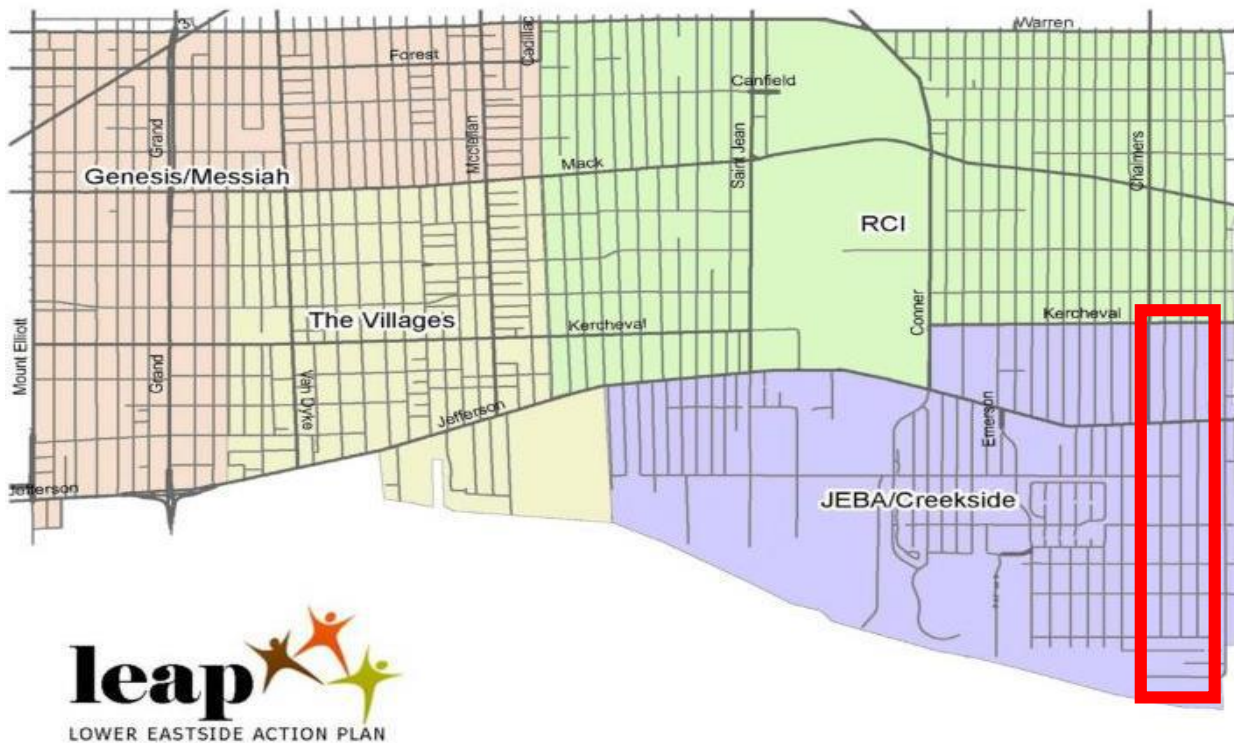 Warren
Cadillac
Forest
Canfield
Grand
Mcclellan
Saint Jean
Mack
Chalmers
Genesis/Messiah
RCI
Conner
Kercheval
The Villages
Kercheval
Mount Elliott
Grand
Van Dyke
Jefferson
Emerson
Jefferson
JEBA/Creekside
leap
LOWER EASTSIDE ACTION PLAN